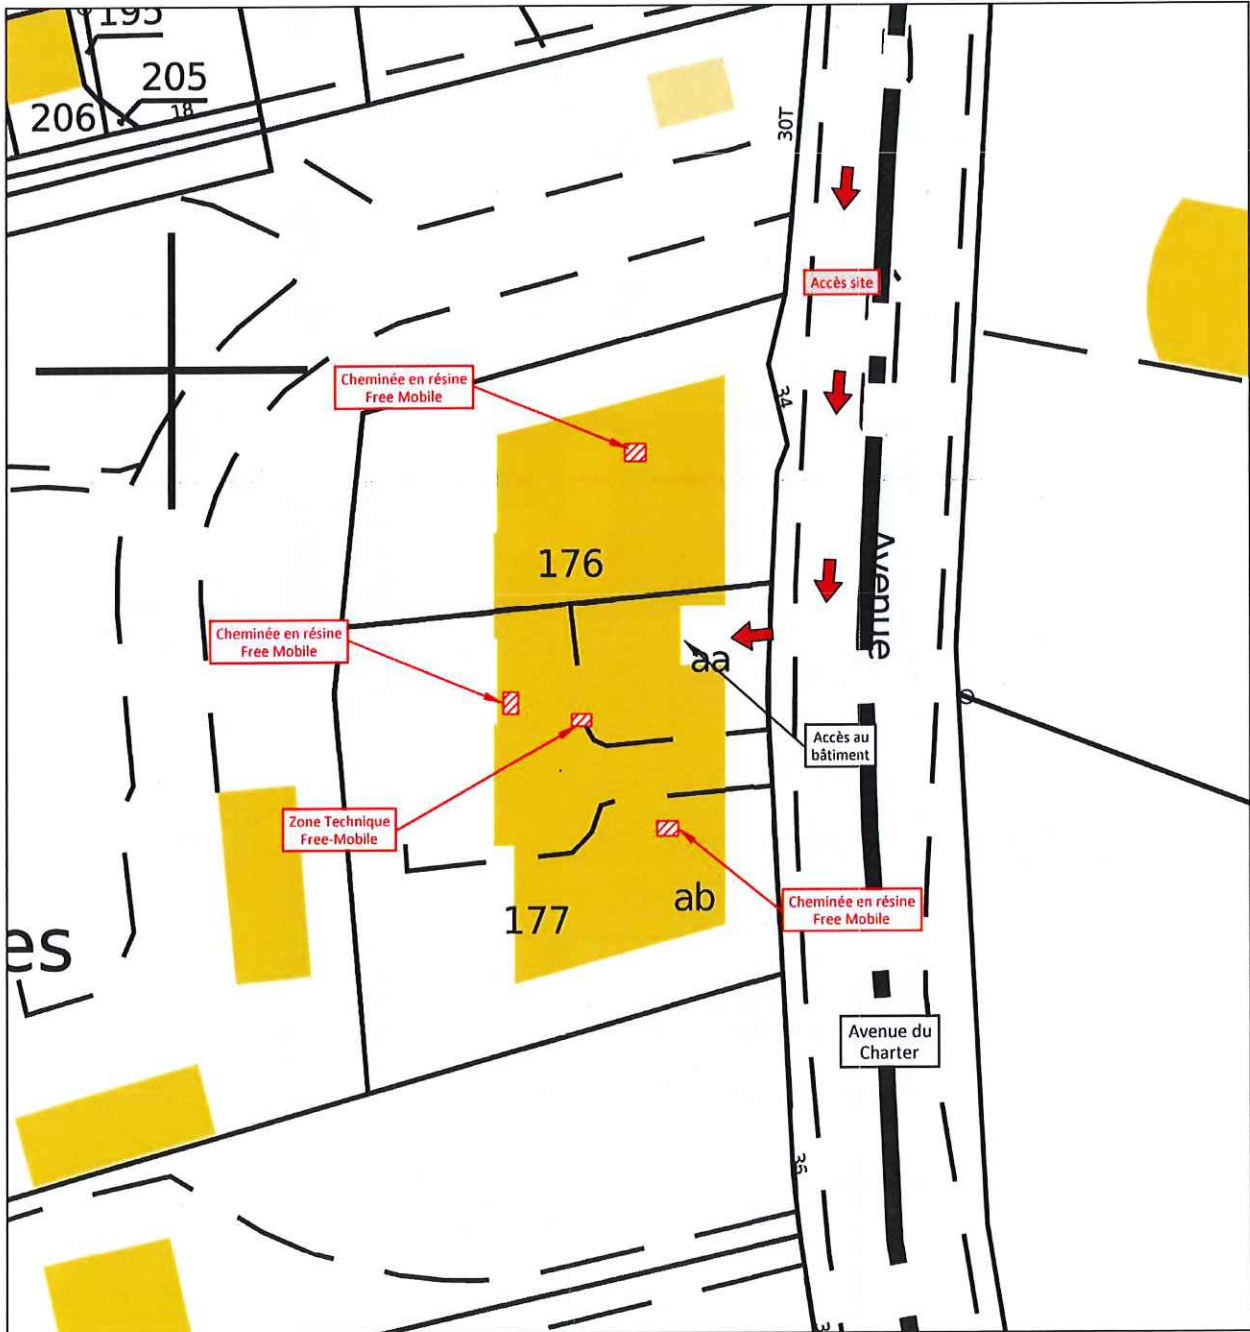 195
205
18
206
30T
Accès site
Cheminée en résine
Free Mobile
34
176
Avenue
Cheminée en résine
Free Mobile
aa
Accès au
bâtiment
Zone Technique
Free-Mobile
ab
Cheminée en résine
Free Mobile
177
es
Avenue du
Charter